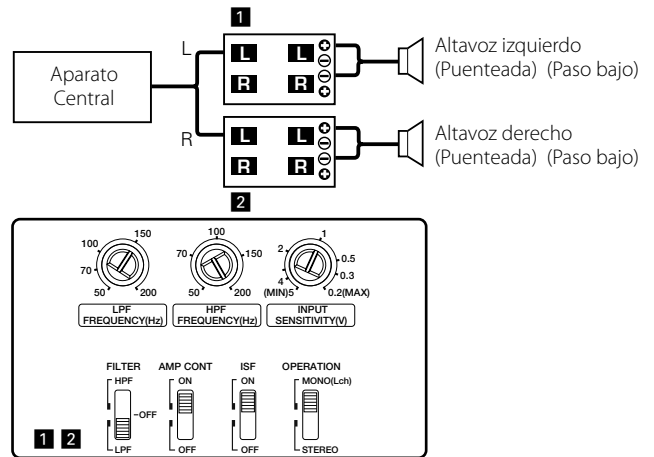 1
L
L L ⊕
⊖
R R ⊖
⊕
Aparato
Central
Altavoz izquierdo
(Puenteada) (Paso bajo)
R
L L ⊕
⊖
R R ⊖
⊕
Altavoz derecho
(Puenteada) (Paso bajo)
2
50 70 100 150 200
LPF
FREQUENCY(Hz)
50 70 100 150 200
HPF
FREQUENCY(Hz)
(MIN)5 4 2 1 0.5 0.3 0.2(MAX)
INPUT
SENSITIVITY(V)
FILTER AMP CONT ISF OPERATION
HPF ON ON MONO(Lch)
-OFF
LPF OFF OFF STEREO
1 2